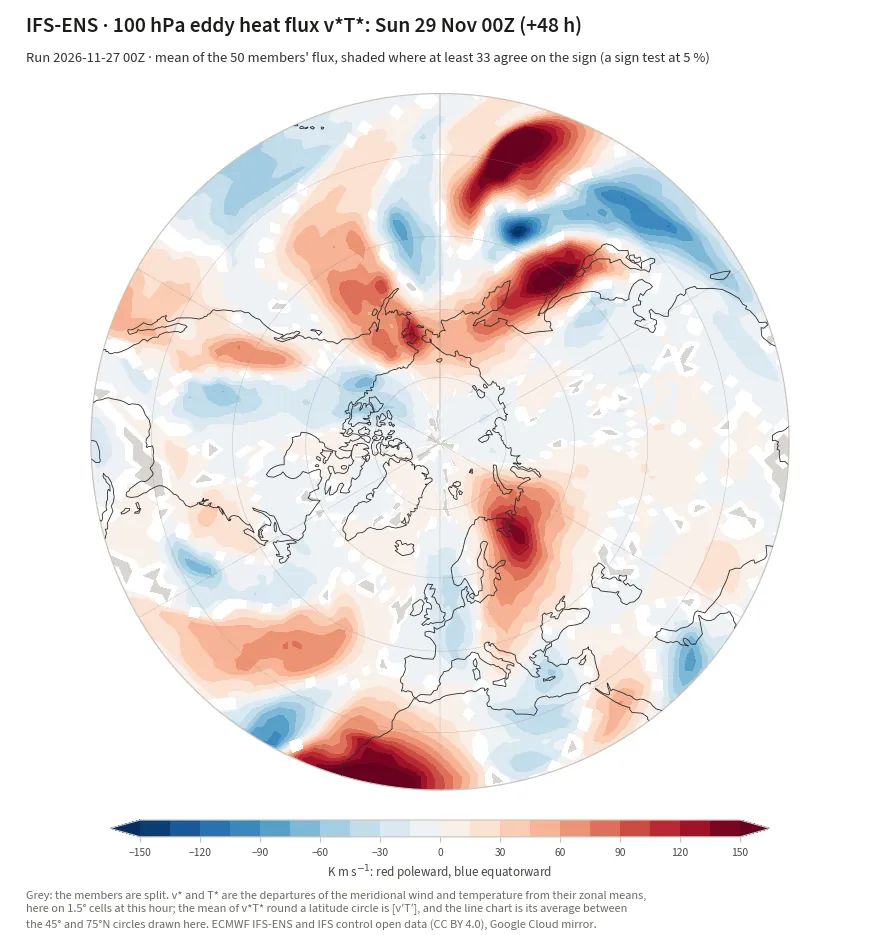 IFS-ENS · 100 hPa eddy heat flux v*T*: Sun 29 Nov 00Z (+48 h)
Run 2026-11-27 00Z · mean of the 50 members' flux, shaded where at least 33 agree on the sign (a sign test at 5 %)
−150 −120 −90 −60 −30 0 30 60 90 120 150
K m s⁻¹: red poleward, blue equatorward
Grey: the members are split. v* and T* are the departures of the meridional wind and temperature from their zonal means,
here on 1.5° cells at this hour; the mean of v*T* round a latitude circle is [v′T′], and the line chart is its average between
the 45° and 75°N circles drawn here. ECMWF IFS-ENS and IFS control open data (CC BY 4.0), Google Cloud mirror.